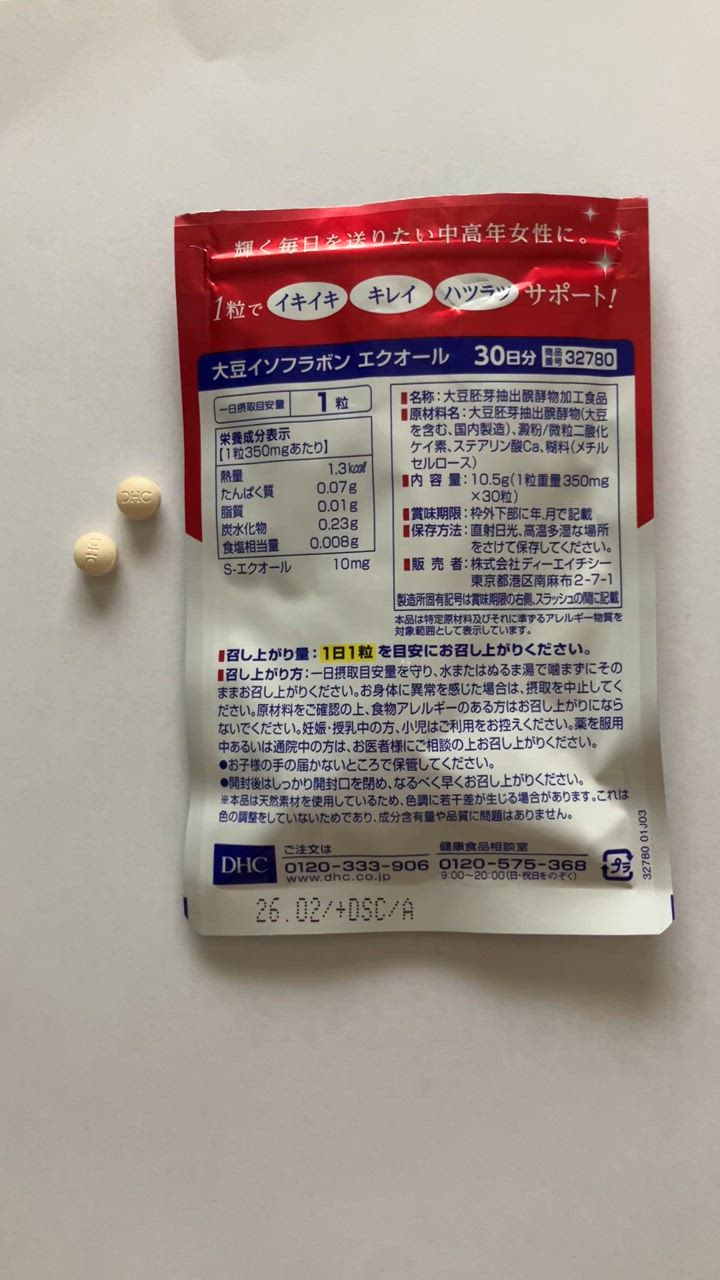 輝く毎日を送りたい中高年女性に。
1粒で イキイキ キレイ ハツラツ サポート!
大豆イソフラボン エクオール 30日分 商品番号 32780
一日摂取目安量 1粒
栄養成分表示
【1粒350mgあたり】
熱量 1.3kcal
たんぱく質 0.07g
脂質 0.01g
炭水化物 0.23g
食塩相当量 0.008g
S-エクオール 10mg
名称:大豆胚芽抽出醗酵物加工食品
原材料名:大豆胚芽抽出醗酵物(大豆
を含む、国内製造)、澱粉/微粒二酸化
ケイ素、ステアリン酸Ca、糊料(メチル
セルロース)
内容量:10.5g(1粒重量350mg
×30粒)
賞味期限:枠外下部に年.月で記載
保存方法:直射日光、高温多湿な場所
をさけて保存してください。
販売者:株式会社ディーエイチシー
東京都港区南麻布2-7-1
製造所固有記号は賞味期限の右側、スラッシュの間に記載
本品は特定原材料及びそれに準ずるアレルギー物質を
対象範囲として表示しています。
召し上がり量:1日1粒を目安にお召し上がりください。
召し上がり方:一日摂取目安量を守り、水またはぬるま湯で噛まずにその
ままお召し上がりください。お身体に異常を感じた場合は、摂取を中止してく
ださい。原材料をご確認の上、食物アレルギーのある方はお召し上がりになら
ないでください。妊娠・授乳中の方、小児はご利用をお控えください。薬を服用
中あるいは通院中の方は、お医者様にご相談の上お召し上がりください。
●お子様の手の届かないところで保管してください。
●開封後はしっかり開封口を閉め、なるべく早くお召し上がりください。
※本品は天然素材を使用しているため、色調に若干差が生じる場合があります。これは
色の調整をしていないためであり、成分含有量や品質に問題はありません。
DHC
ご注文は
0120-333-906
www.dhc.co.jp
健康食品相談室
0120-575-368
9:00~20:00(日・祝日をのぞく)
プラ
32780 01J03
26.02/+DSC/A
DHC
DHC